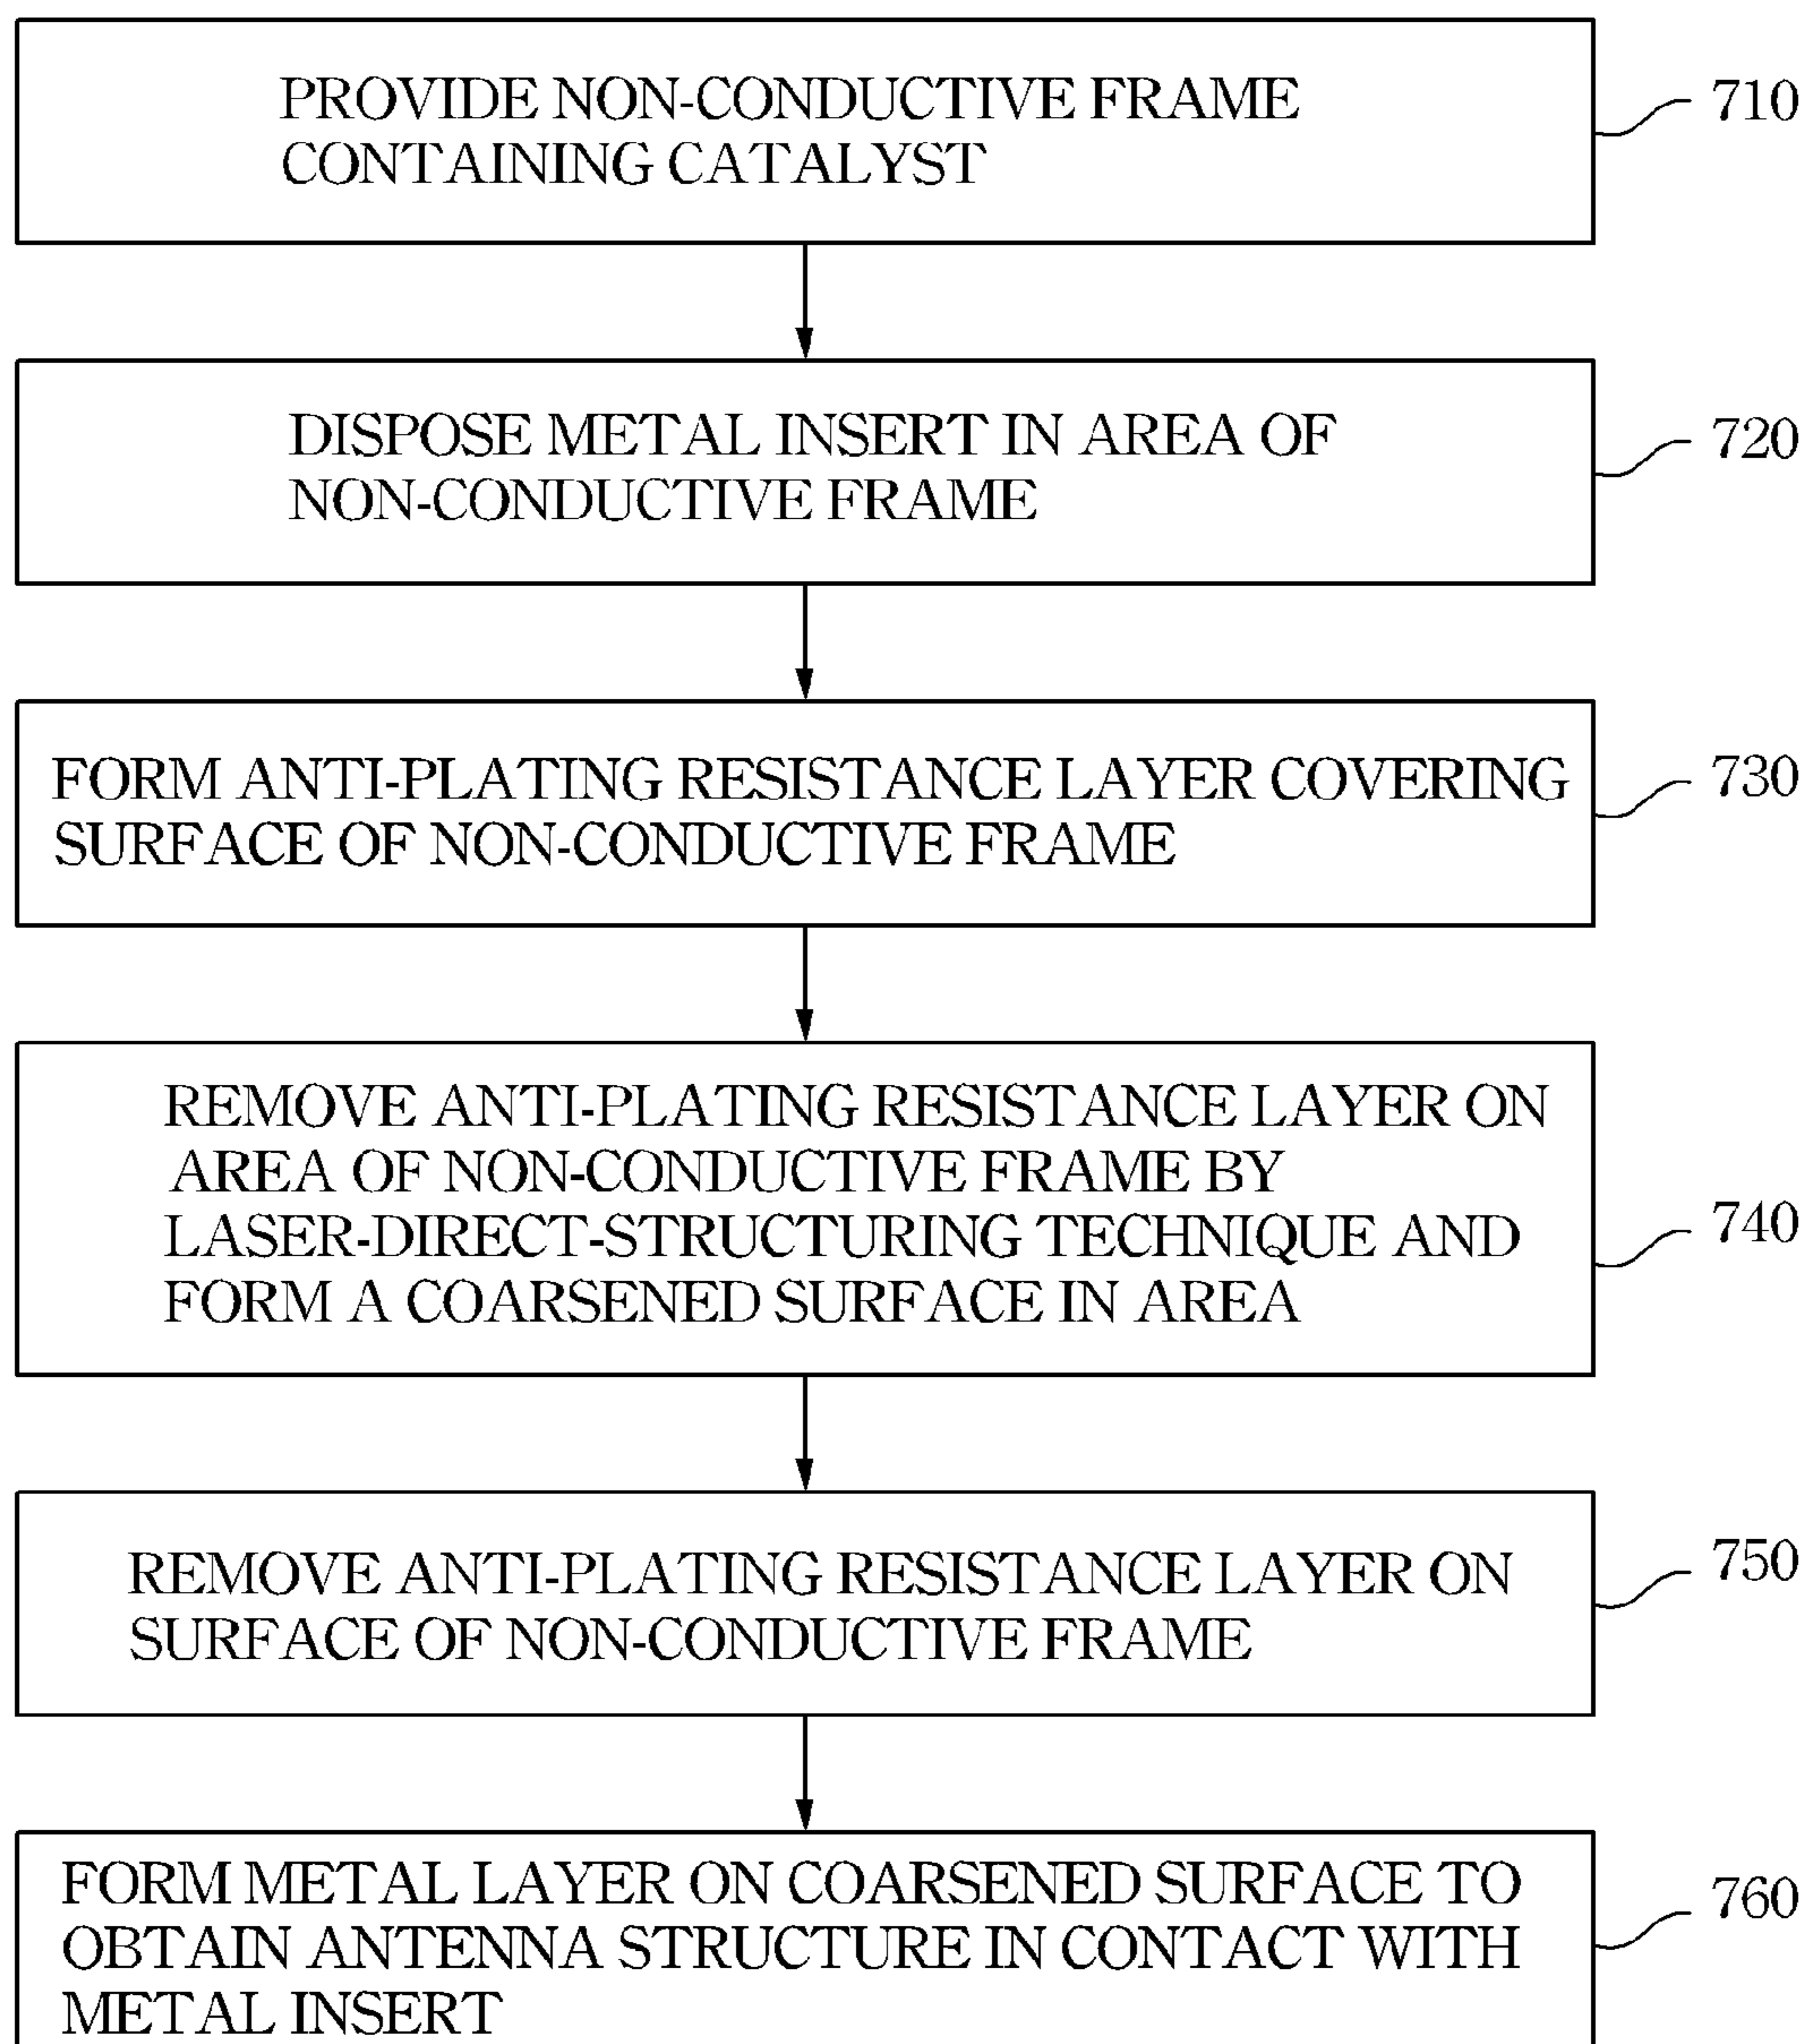 PROVIDE NON-CONDUCTIVE FRAME
CONTAINING CATALYST
710
DISPOSE METAL INSERT IN AREA OF
NON-CONDUCTIVE FRAME
720
FORM ANTI-PLATING RESISTANCE LAYER COVERING
SURFACE OF NON-CONDUCTIVE FRAME
730
REMOVE ANTI-PLATING RESISTANCE LAYER ON
AREA OF NON-CONDUCTIVE FRAME BY
LASER-DIRECT-STRUCTURING TECHNIQUE AND
FORM A COARSENED SURFACE IN AREA
740
REMOVE ANTI-PLATING RESISTANCE LAYER ON
SURFACE OF NON-CONDUCTIVE FRAME
750
FORM METAL LAYER ON COARSENED SURFACE TO
OBTAIN ANTENNA STRUCTURE IN CONTACT WITH
METAL INSERT
760